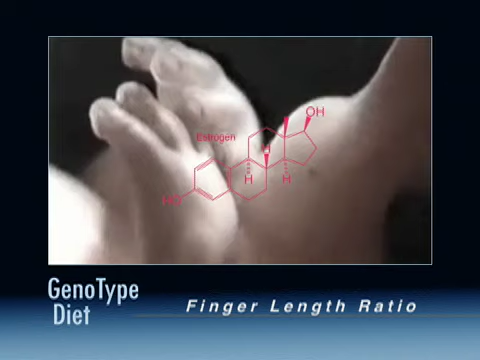 Estrogen
OH
H
H
H
HO
GenoType
Diet
Finger Length Ratio